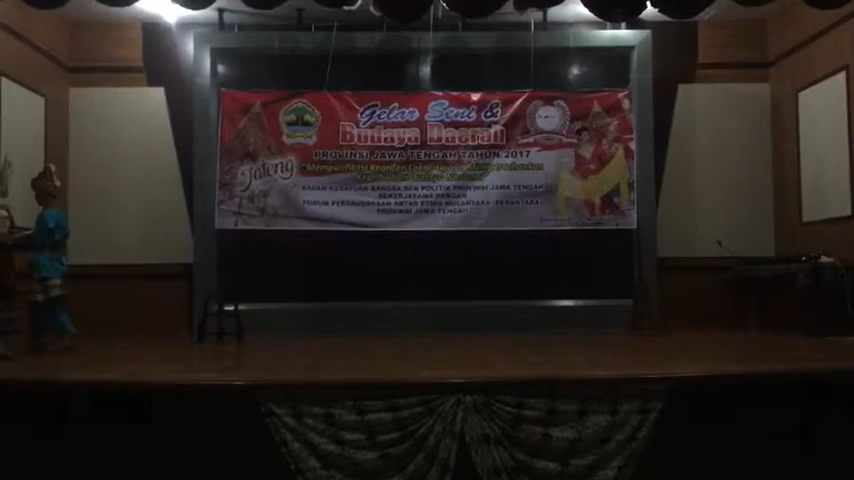 Gelar Seni &
Budaya Daerah
PROVINSI JAWA TENGAH TAHUN 2017
Jateng
BADAN KESATUAN BANGSA DAN POLITIK PROVINSI JAWA TENGAH
BEKERJASAMA DENGAN
FORUM PERSAUDARAAN ANTAR ETNIS NUSANTARA (PERANTARA)
PROVINSI JAWA TENGAH